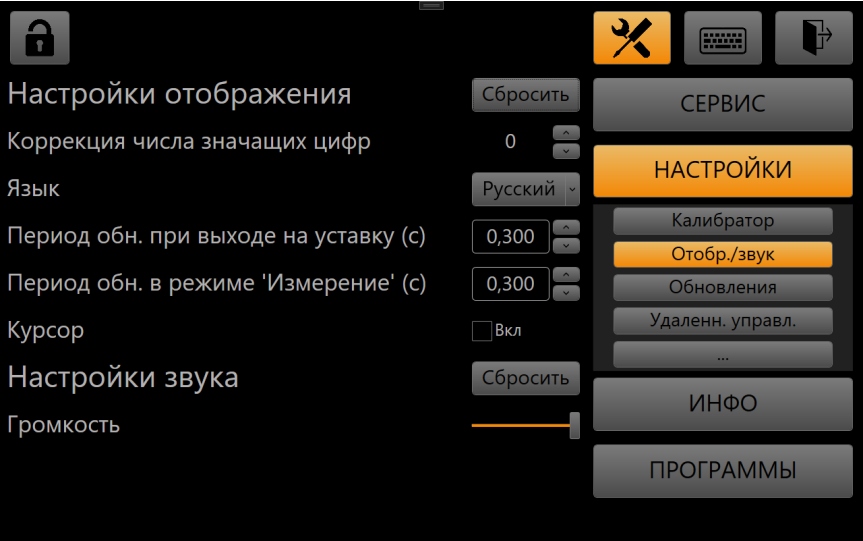 Настройки отображения
Сбросить
Коррекция числа значащих цифр
0
Язык
Русский
Период обн. при выходе на уставку (с)
0,300
Период обн. в режиме 'Измерение' (с)
0,300
Курсор
Вкл
Настройки звука
Сбросить
Громкость
СЕРВИС
НАСТРОЙКИ
Калибратор
Отобр./звук
Обновления
Удаленн. управл.
...
ИНФО
ПРОГРАММЫ